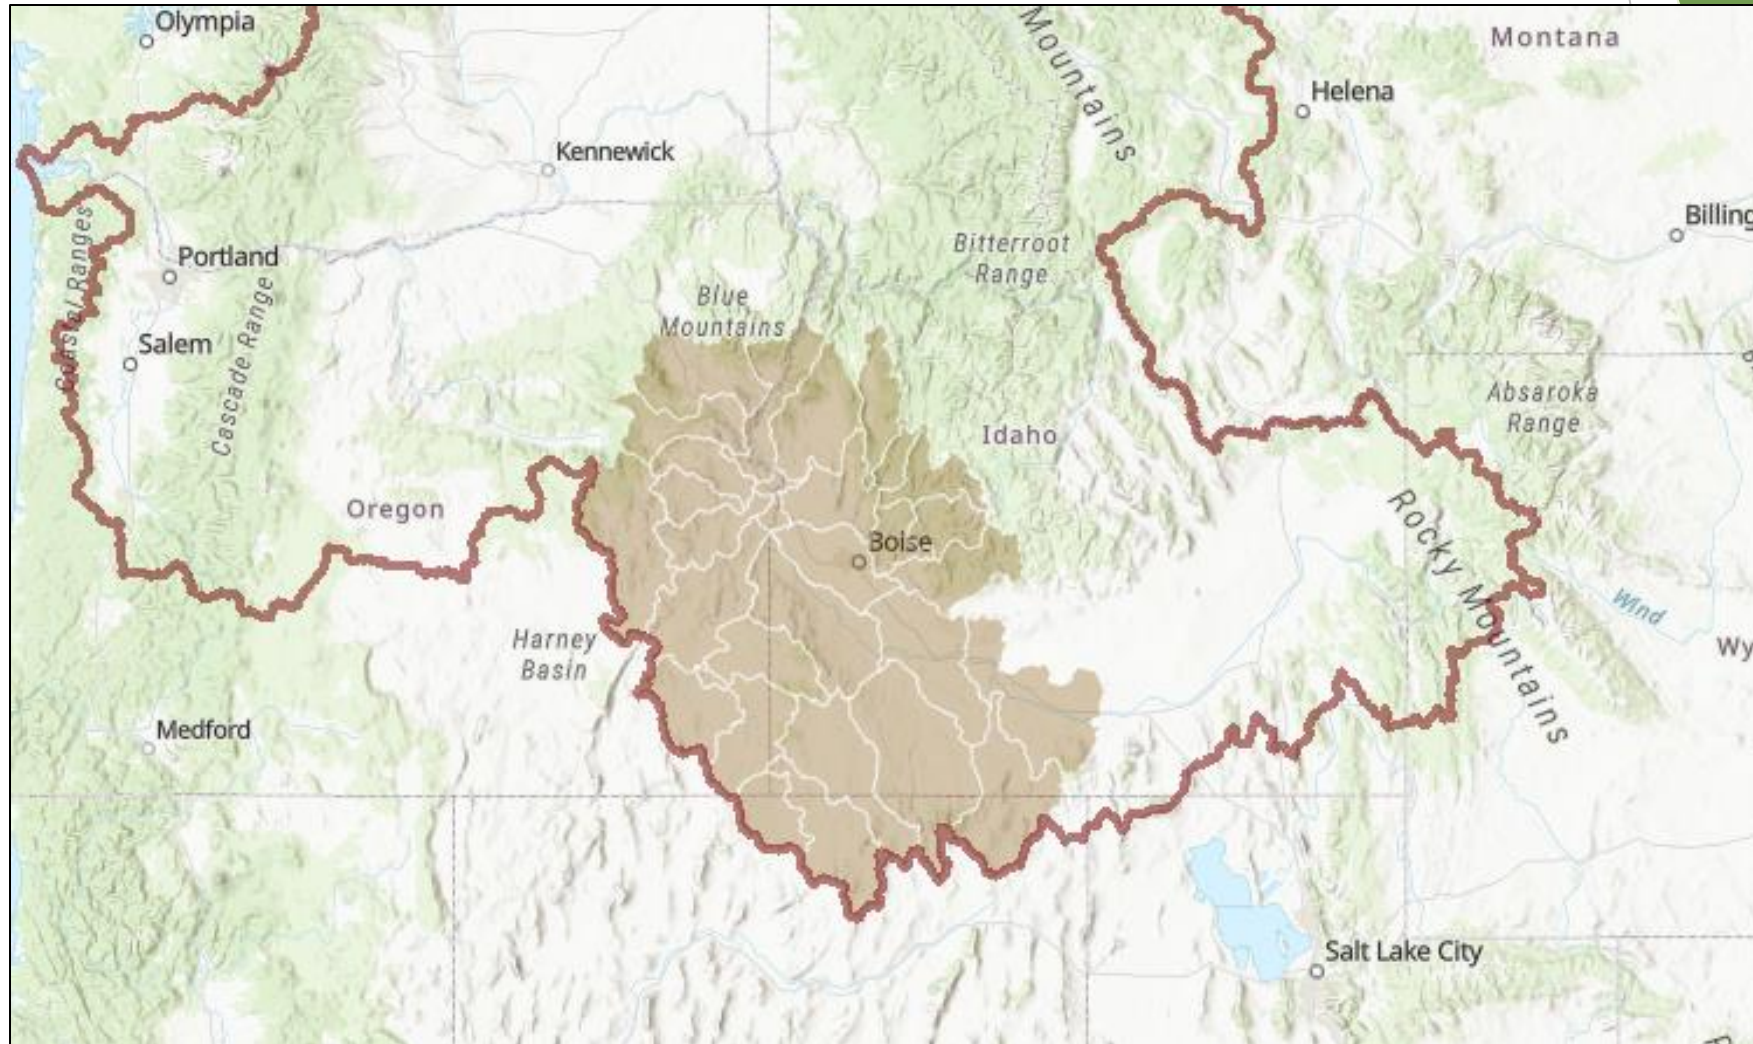 Olympia
Mountains
Montana
Helena
Kennewick
Billing
Coastal Ranges
Portland
Bitterroot
Range
Cascade Range
Blue
Mountains
Salem
Absaroka
Range
Idaho
Oregon
Rocky Mountains
Boise
Wind
Harney
Basin
Wy
Medford
Salt Lake City